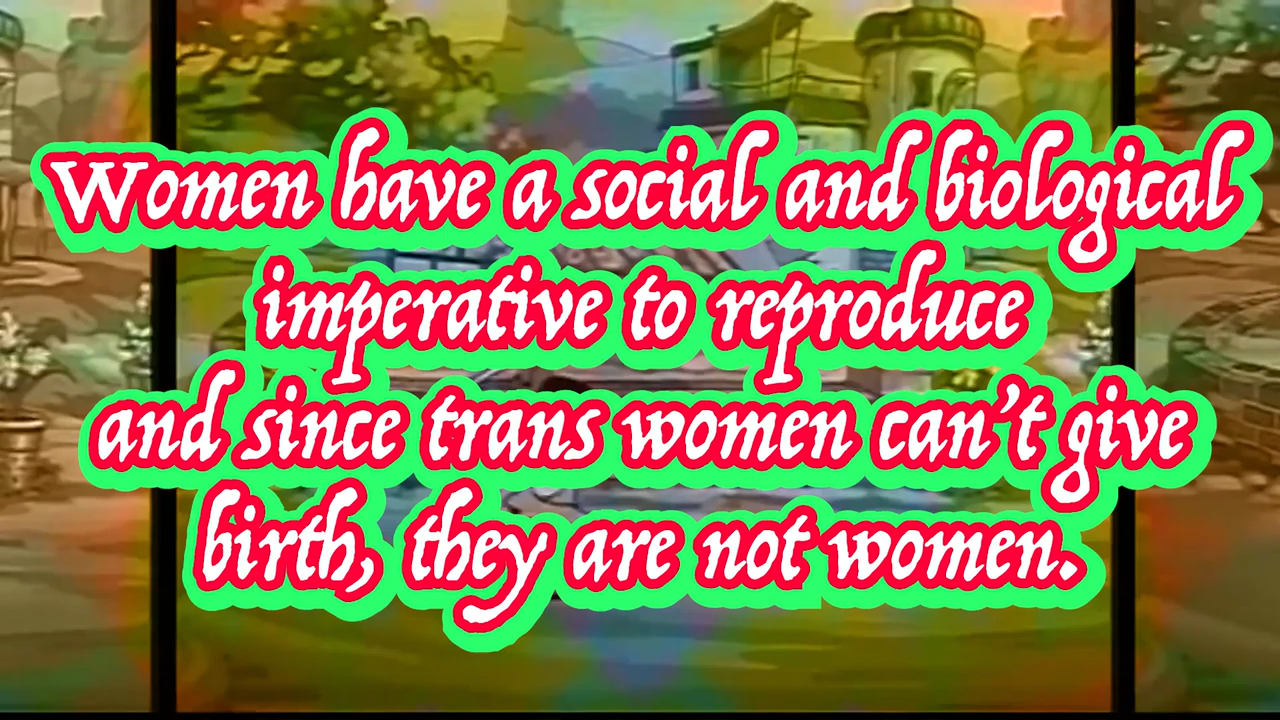 Women have a social and biological
imperative to reproduce
and since trans women can't give
birth, they are not women.